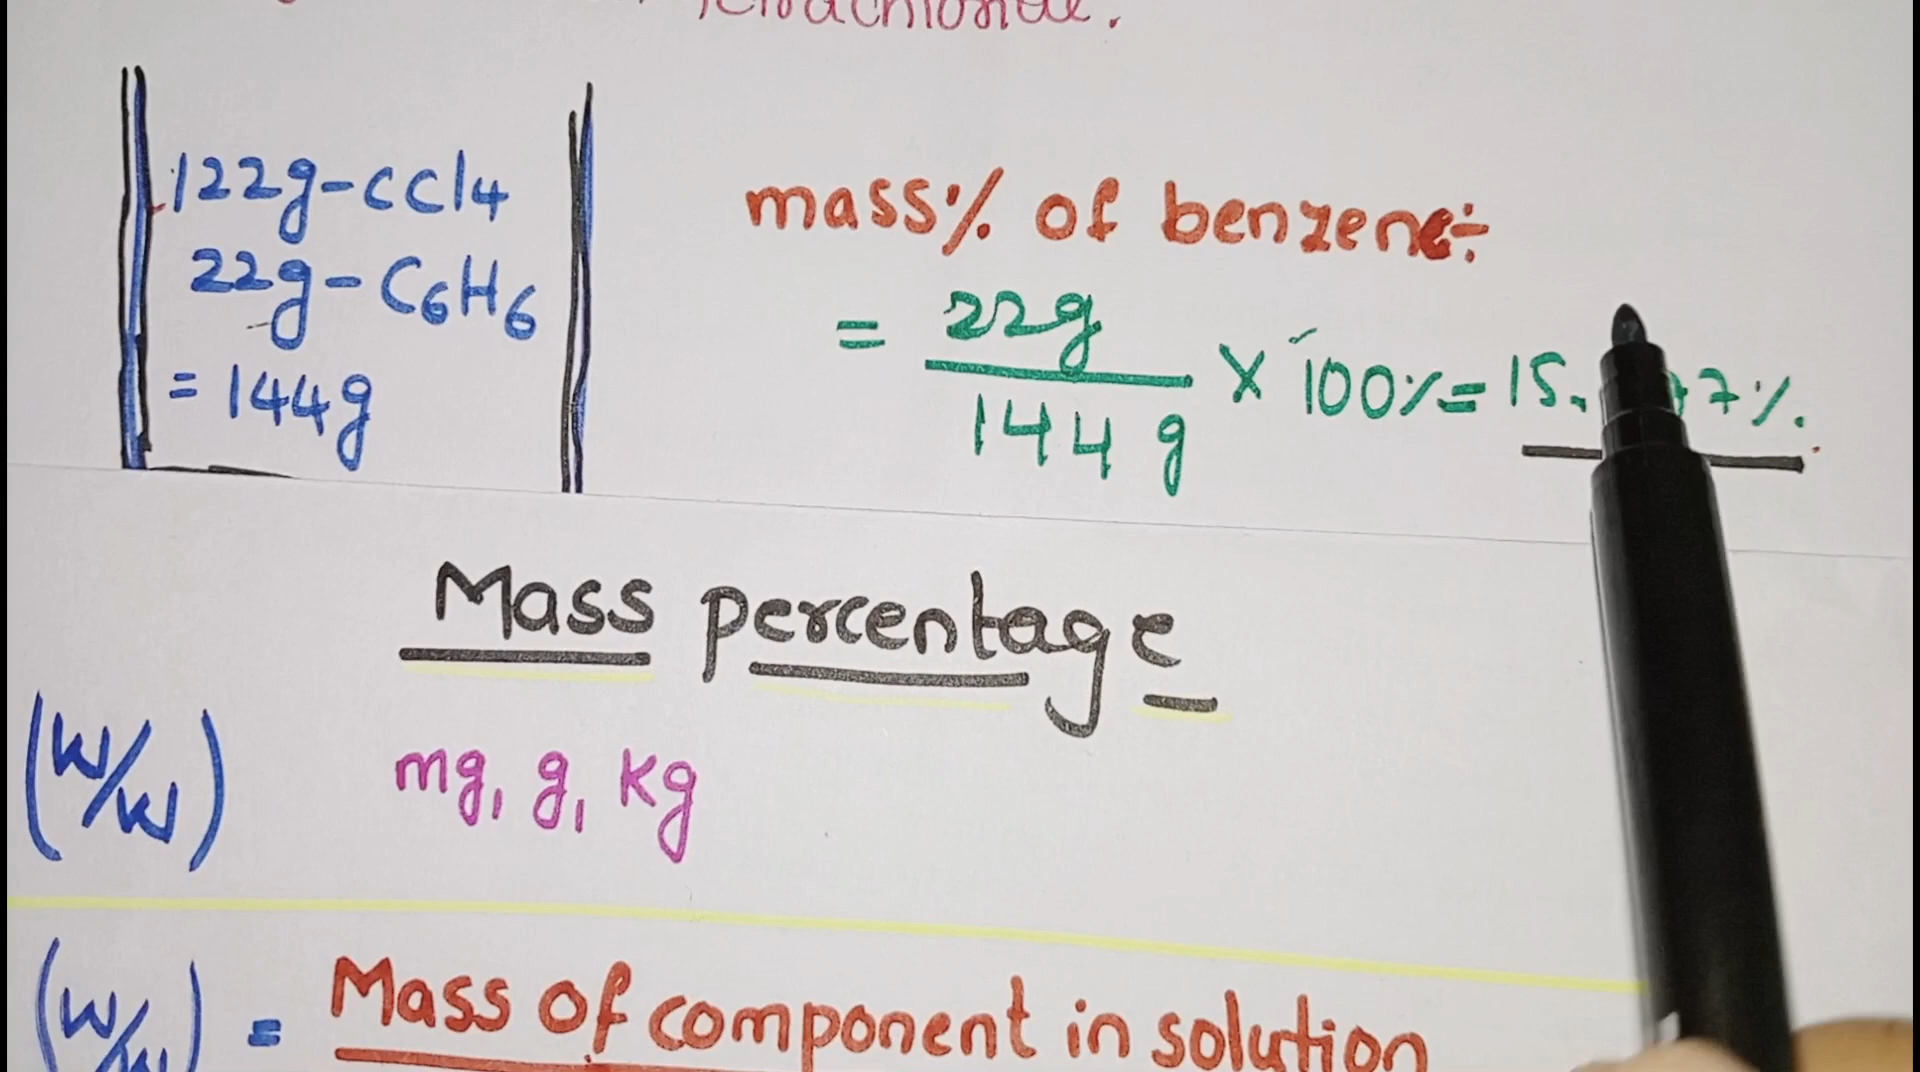 122g-CCl4
22g-C6H6
= 144g
mass% of benzene÷
= 22g
144 g
X 100% = 15.
7%.
Mass percentage
(W/W)
mg, g, kg
(W/W) = Mass of component in solution